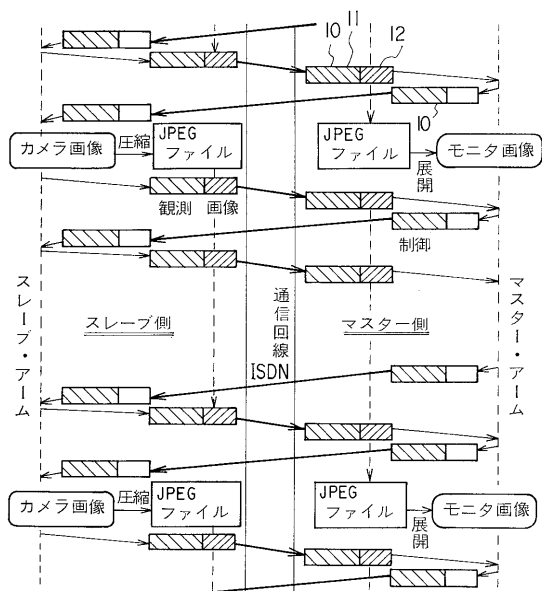 10 11 12
10
カメラ画像
圧縮
JPEG
ファイル
JPEG
ファイル
展開
モニタ画像
観測 画像
制御
スレーブ・アーム
スレーブ側
通信回線
ISDN
マスター側
マスター・アーム
カメラ画像
圧縮
JPEG
ファイル
JPEG
ファイル
展開
モニタ画像